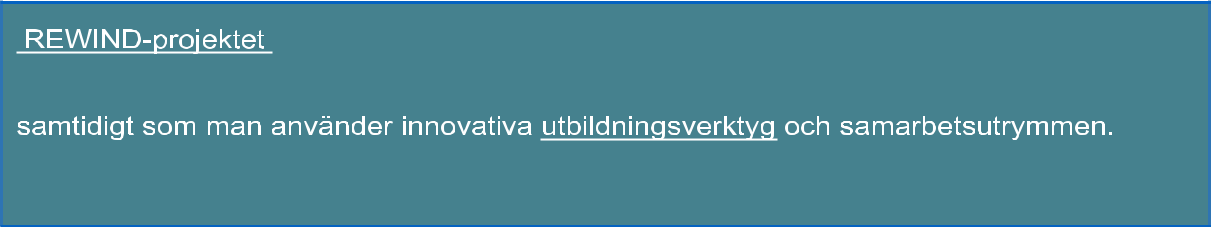 REWIND-projektet
samtidigt som man använder innovativa utbildningsverktyg och samarbetsutrymmen.